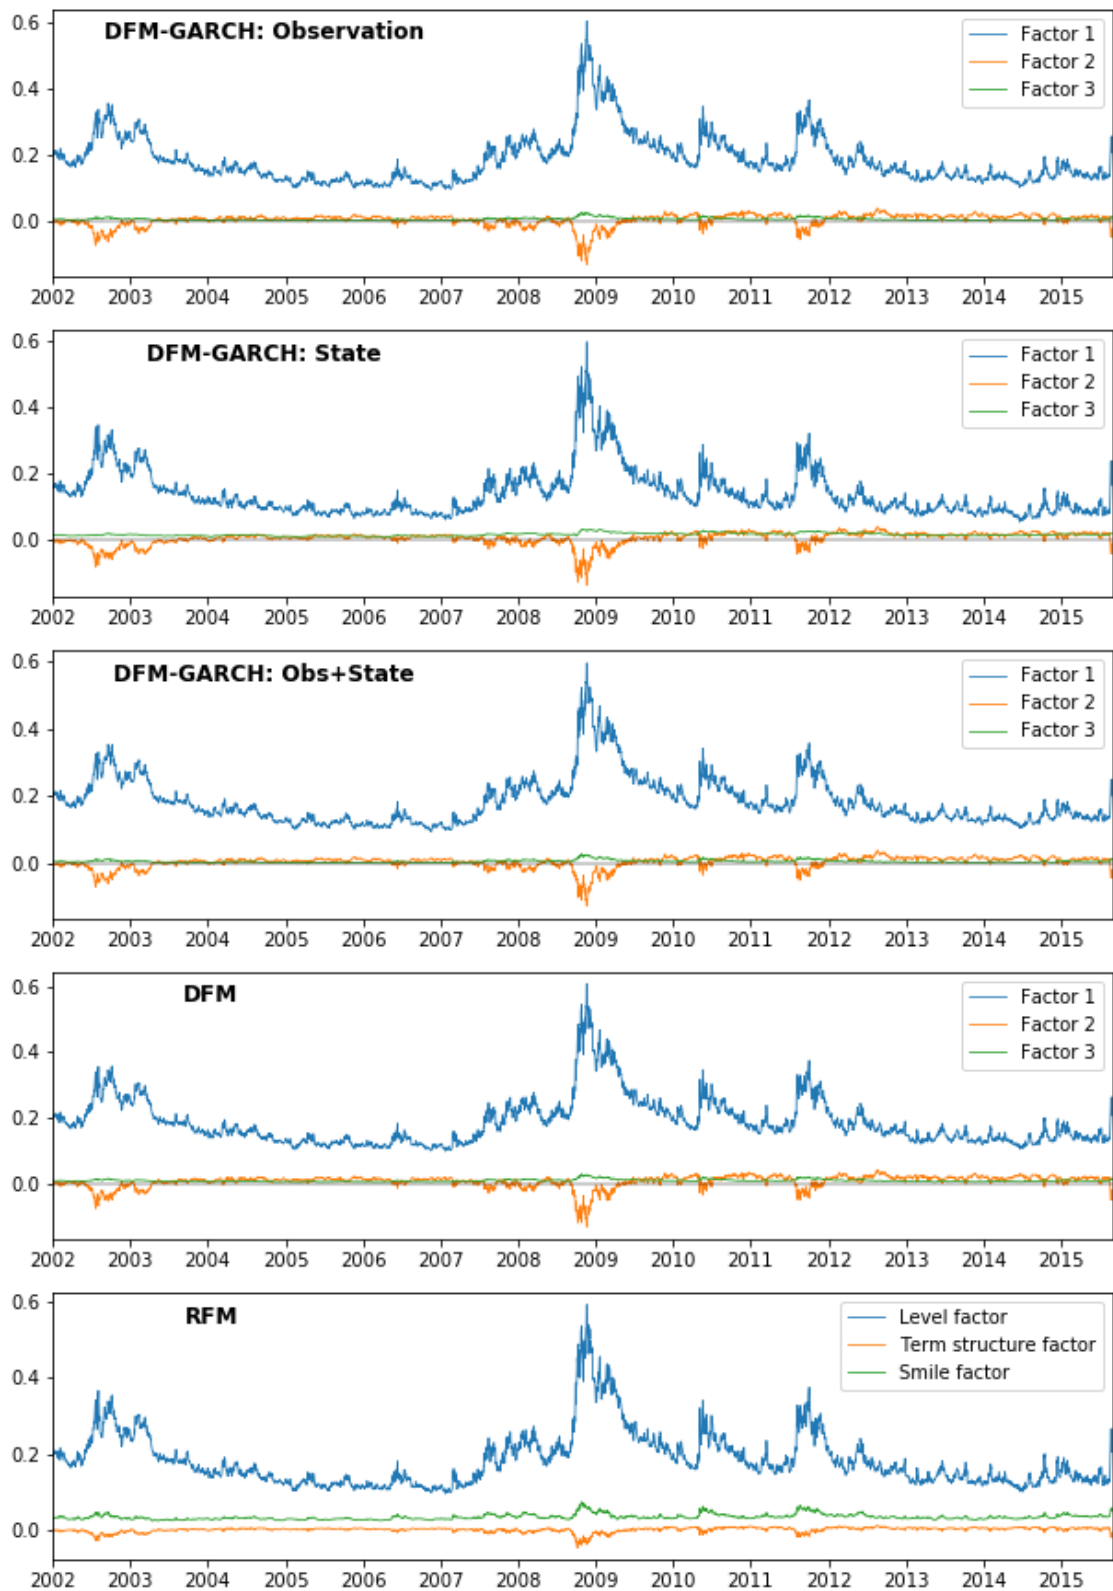 DFM-GARCH: Observation
Factor 1
Factor 2
Factor 3
0.6
0.4
0.2
0.0
2002 2003 2004 2005 2006 2007 2008 2009 2010 2011 2012 2013 2014 2015
DFM-GARCH: State
Factor 1
Factor 2
Factor 3
0.6
0.4
0.2
0.0
2002 2003 2004 2005 2006 2007 2008 2009 2010 2011 2012 2013 2014 2015
DFM-GARCH: Obs+State
Factor 1
Factor 2
Factor 3
0.6
0.4
0.2
0.0
2002 2003 2004 2005 2006 2007 2008 2009 2010 2011 2012 2013 2014 2015
DFM
Factor 1
Factor 2
Factor 3
0.6
0.4
0.2
0.0
2002 2003 2004 2005 2006 2007 2008 2009 2010 2011 2012 2013 2014 2015
RFM
Level factor
Term structure factor
Smile factor
0.6
0.4
0.2
0.0
2002 2003 2004 2005 2006 2007 2008 2009 2010 2011 2012 2013 2014 2015